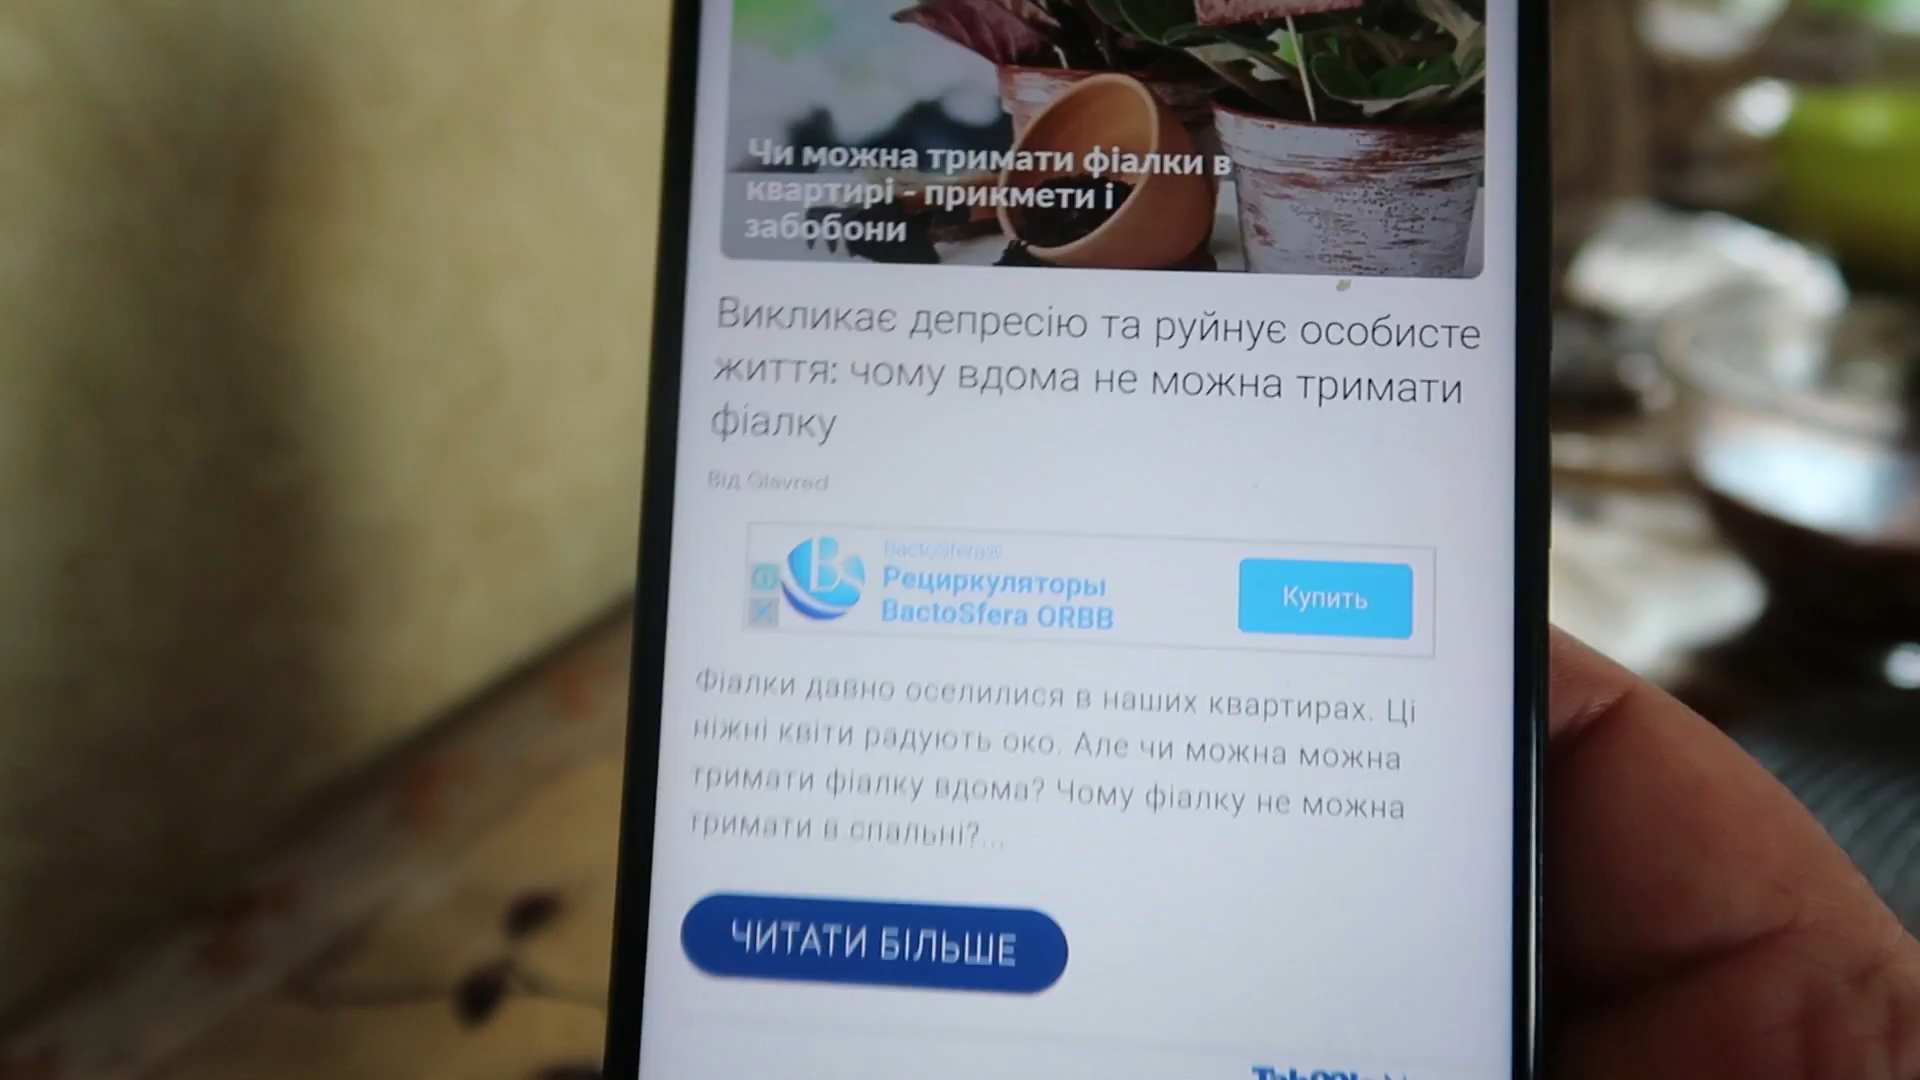 Чи можна тримати фіалки в
квартирі - прикмети і
забобони
Викликає депресію та руйнує особисте
життя: чому вдома не можна тримати
фіалку
Від Glavred
BactoSfera®
Рециркуляторы
BactoSfera ORBB
Купить
Фіалки давно оселилися в наших квартирах. Ці
ніжні квіти радують око. Але чи можна можна
тримати фіалку вдома? Чому фіалку не можна
тримати в спальні?...
ЧИТАТИ БІЛЬШЕ